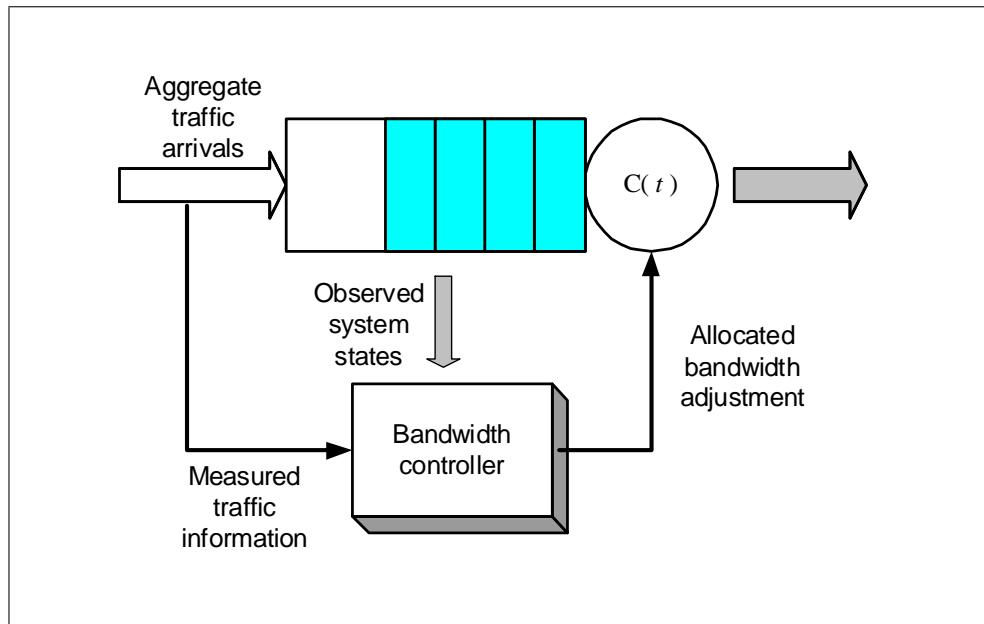 Aggregate
traffic
arrivals
C(t)
Observed
system
states
Allocated
bandwidth
adjustment
Bandwidth
controller
Measured
traffic
information